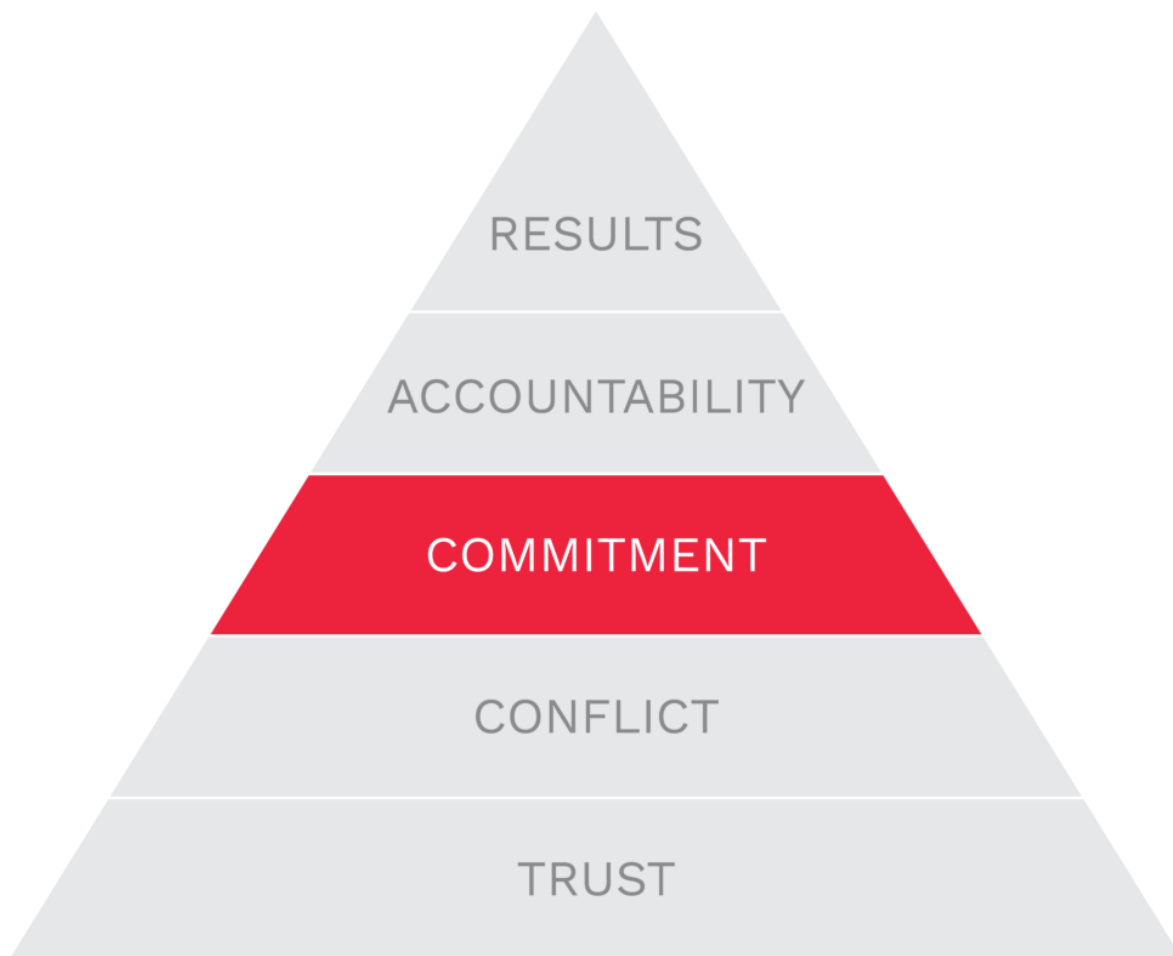 RESULTS
ACCOUNTABILITY
COMMITMENT
CONFLICT
TRUST